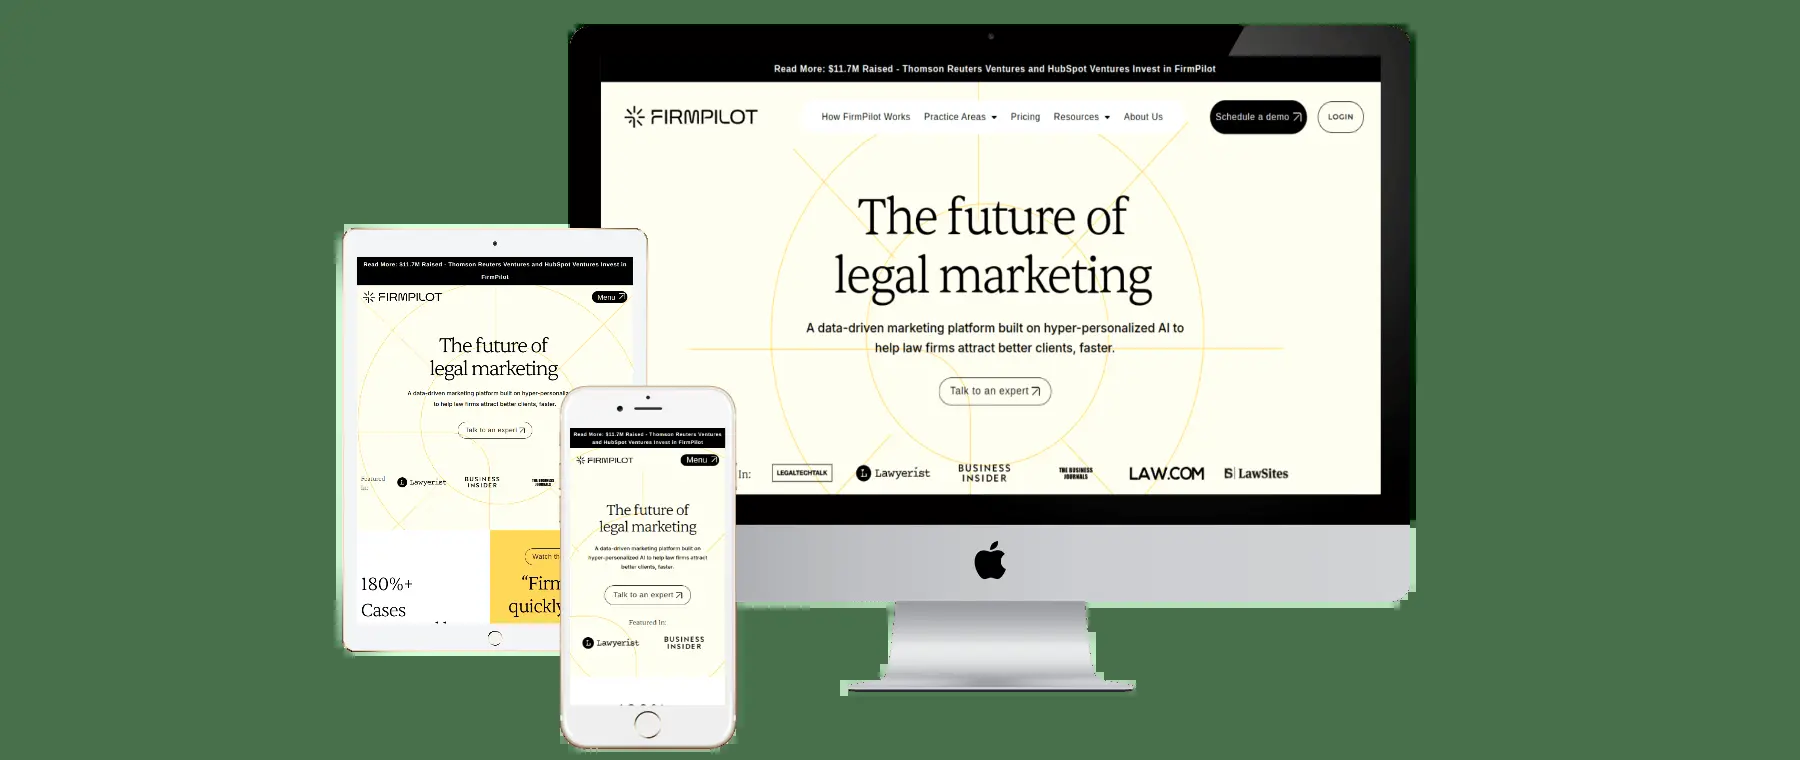 Read More: $11.7M Raised - Thomson Reuters Ventures and HubSpot Ventures Invest in FirmPilot
FIRMPILOT
How FirmPilot Works
Practice Areas
Pricing
Resources
About Us
Schedule a demo
LOGIN
The future of
legal marketing
A data-driven marketing platform built on hyper-personalized AI to
help law firms attract better clients, faster.
Talk to an expert
In:
LEGALTECHTALK
L Lawyerist
BUSINESS
INSIDER
THE BUSINESS
JOURNALS
LAW.COM
LawSites
Read More: $11.7M Raised - Thomson Reuters Ventures and HubSpot Ventures Invest in
FirmPilot
FIRMPILOT
Menu
The future of
legal marketing
A data-driven marketing platform built on hyper-personaliz
to help law firms attract better clients, faster.
Talk to an expert
Featured
In:
L Lawyerist
BUSINESS
INSIDER
THE BUSINESS
JOURNALS
180%+
Cases
Watch th
“Firm
quickly
Read More: $11.7M Raised - Thomson Reuters Ventures
and HubSpot Ventures Invest in FirmPilot
FIRMPILOT
Menu
The future of
legal marketing
A data-driven marketing platform built on
hyper-personalized AI to help law firms attract
better clients, faster.
Talk to an expert
Featured In:
L Lawyerist
BUSINESS
INSIDER